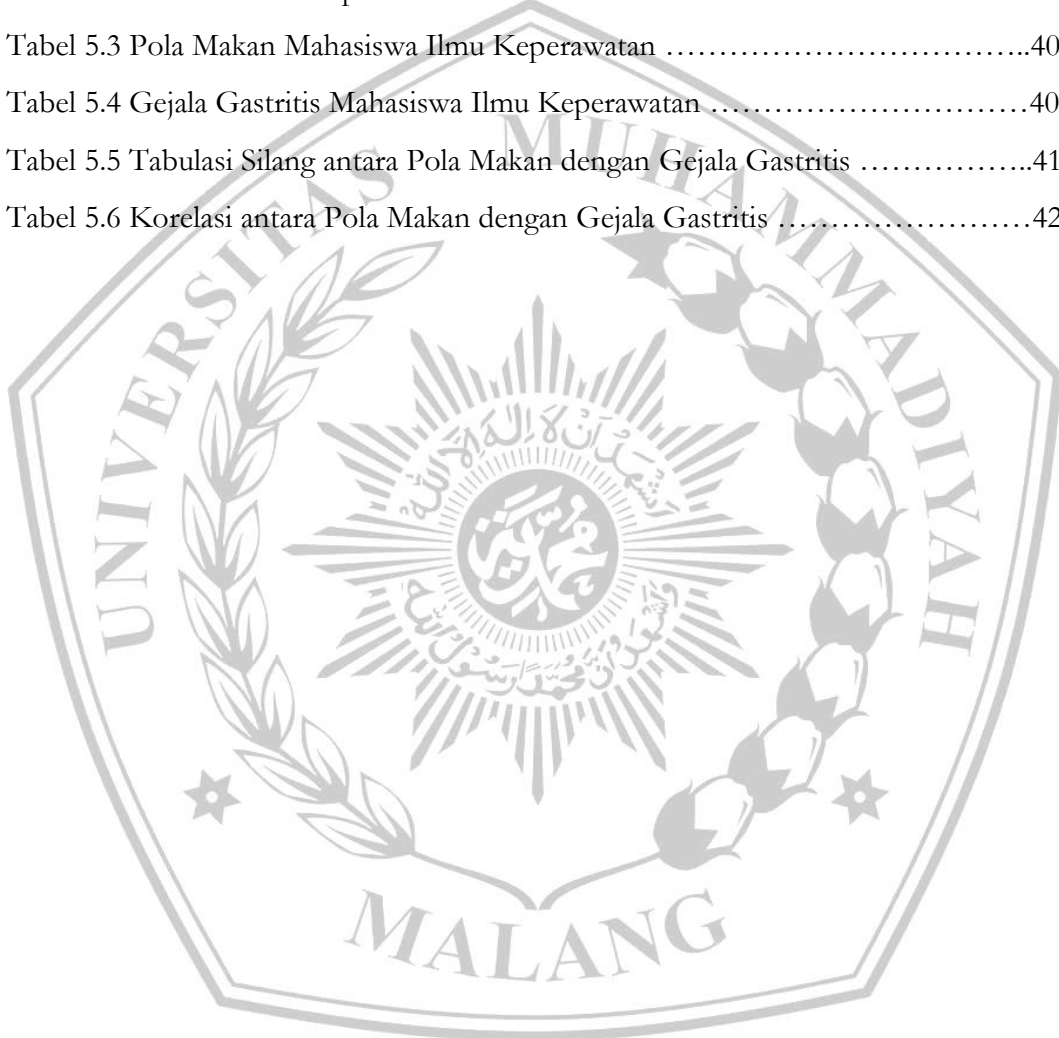 Tabel 5.3 Pola Makan Mahasiswa Ilmu Keperawatan ……………………………..40
Tabel 5.4 Gejala Gastritis Mahasiswa Ilmu Keperawatan …………………………40
Tabel 5.5 Tabulasi Silang antara Pola Makan dengan Gejala Gastritis ……………..41
Tabel 5.6 Korelasi antara Pola Makan dengan Gejala Gastritis ……………………42
UNIVERSITAS MUHAMMADIYAH
MALANG